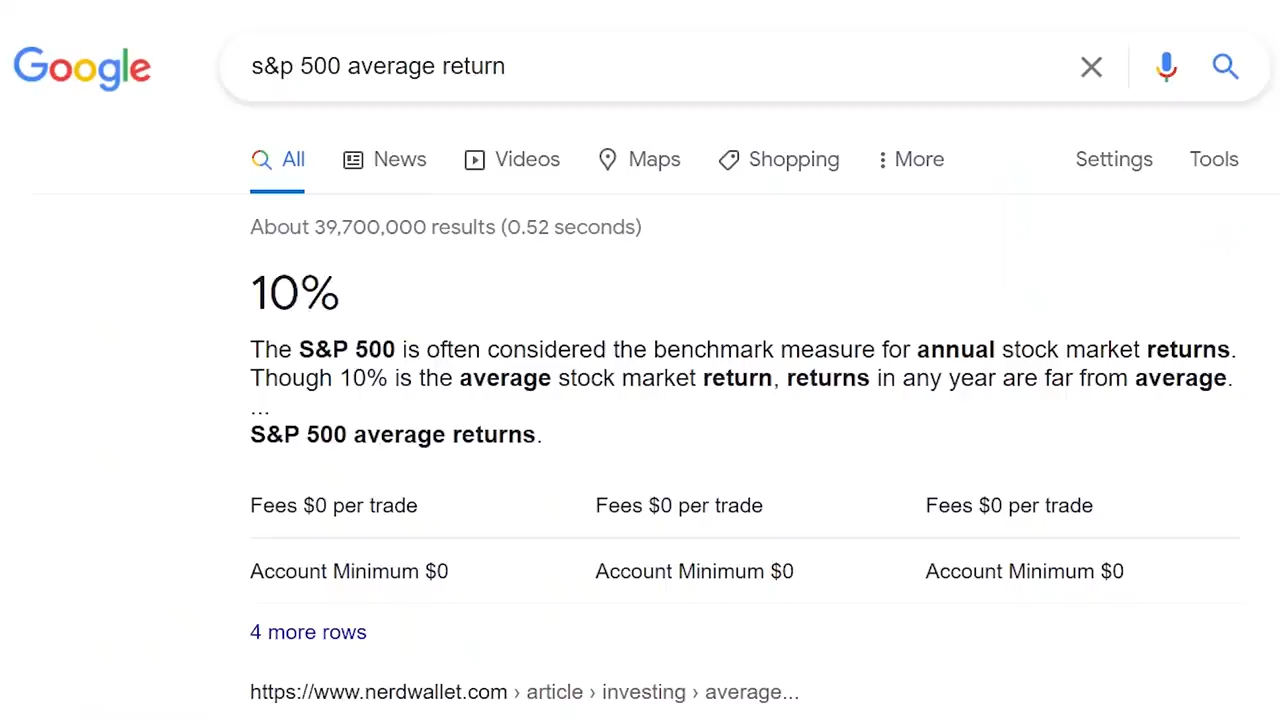 Google
s&p 500 average return
All News Videos Maps Shopping More Settings Tools
About 39,700,000 results (0.52 seconds)
10%
The S&P 500 is often considered the benchmark measure for annual stock market returns.
Though 10% is the average stock market return, returns in any year are far from average.
...
S&P 500 average returns.
Fees $0 per trade Fees $0 per trade Fees $0 per trade
Account Minimum $0 Account Minimum $0 Account Minimum $0
4 more rows
https://www.nerdwallet.com › article › investing › average...